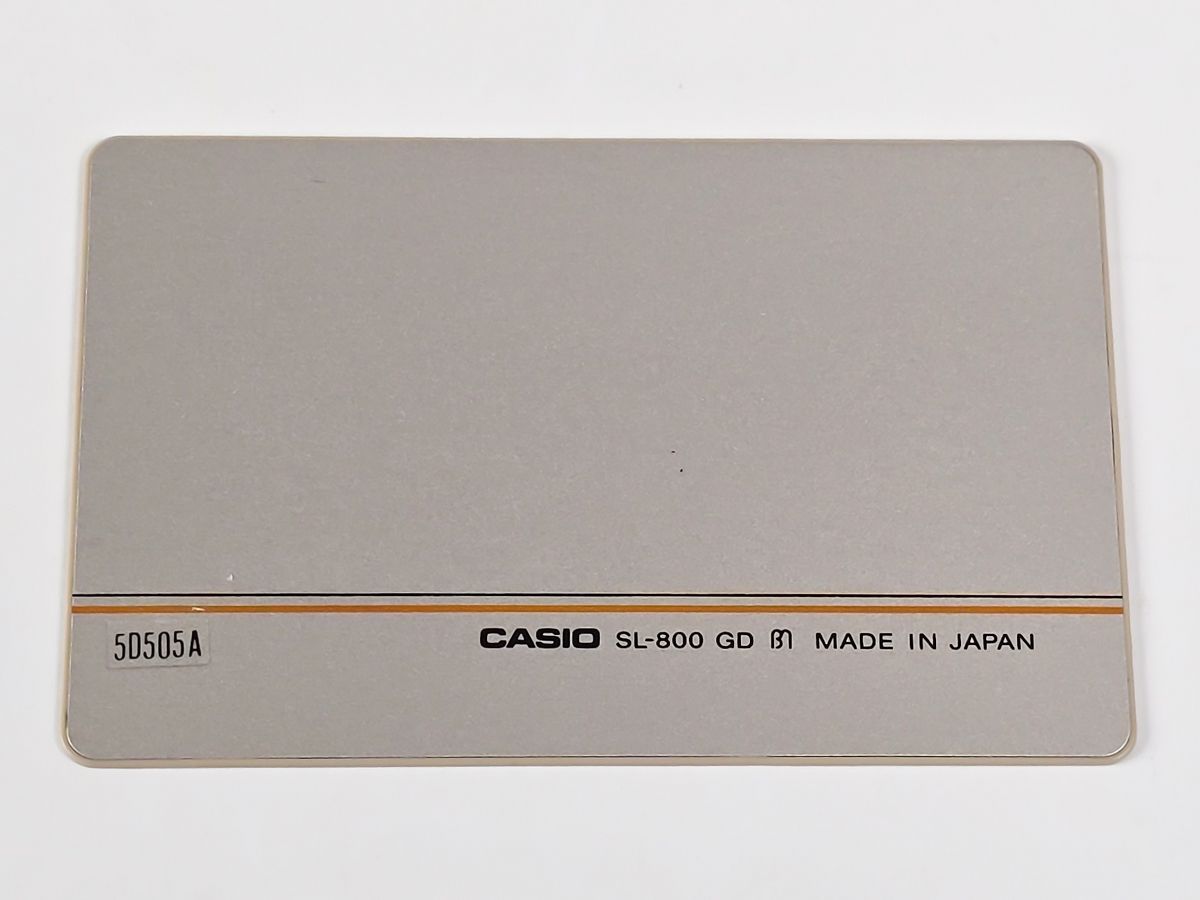 5D505A
CASIO SL-800 GD MADE IN JAPAN